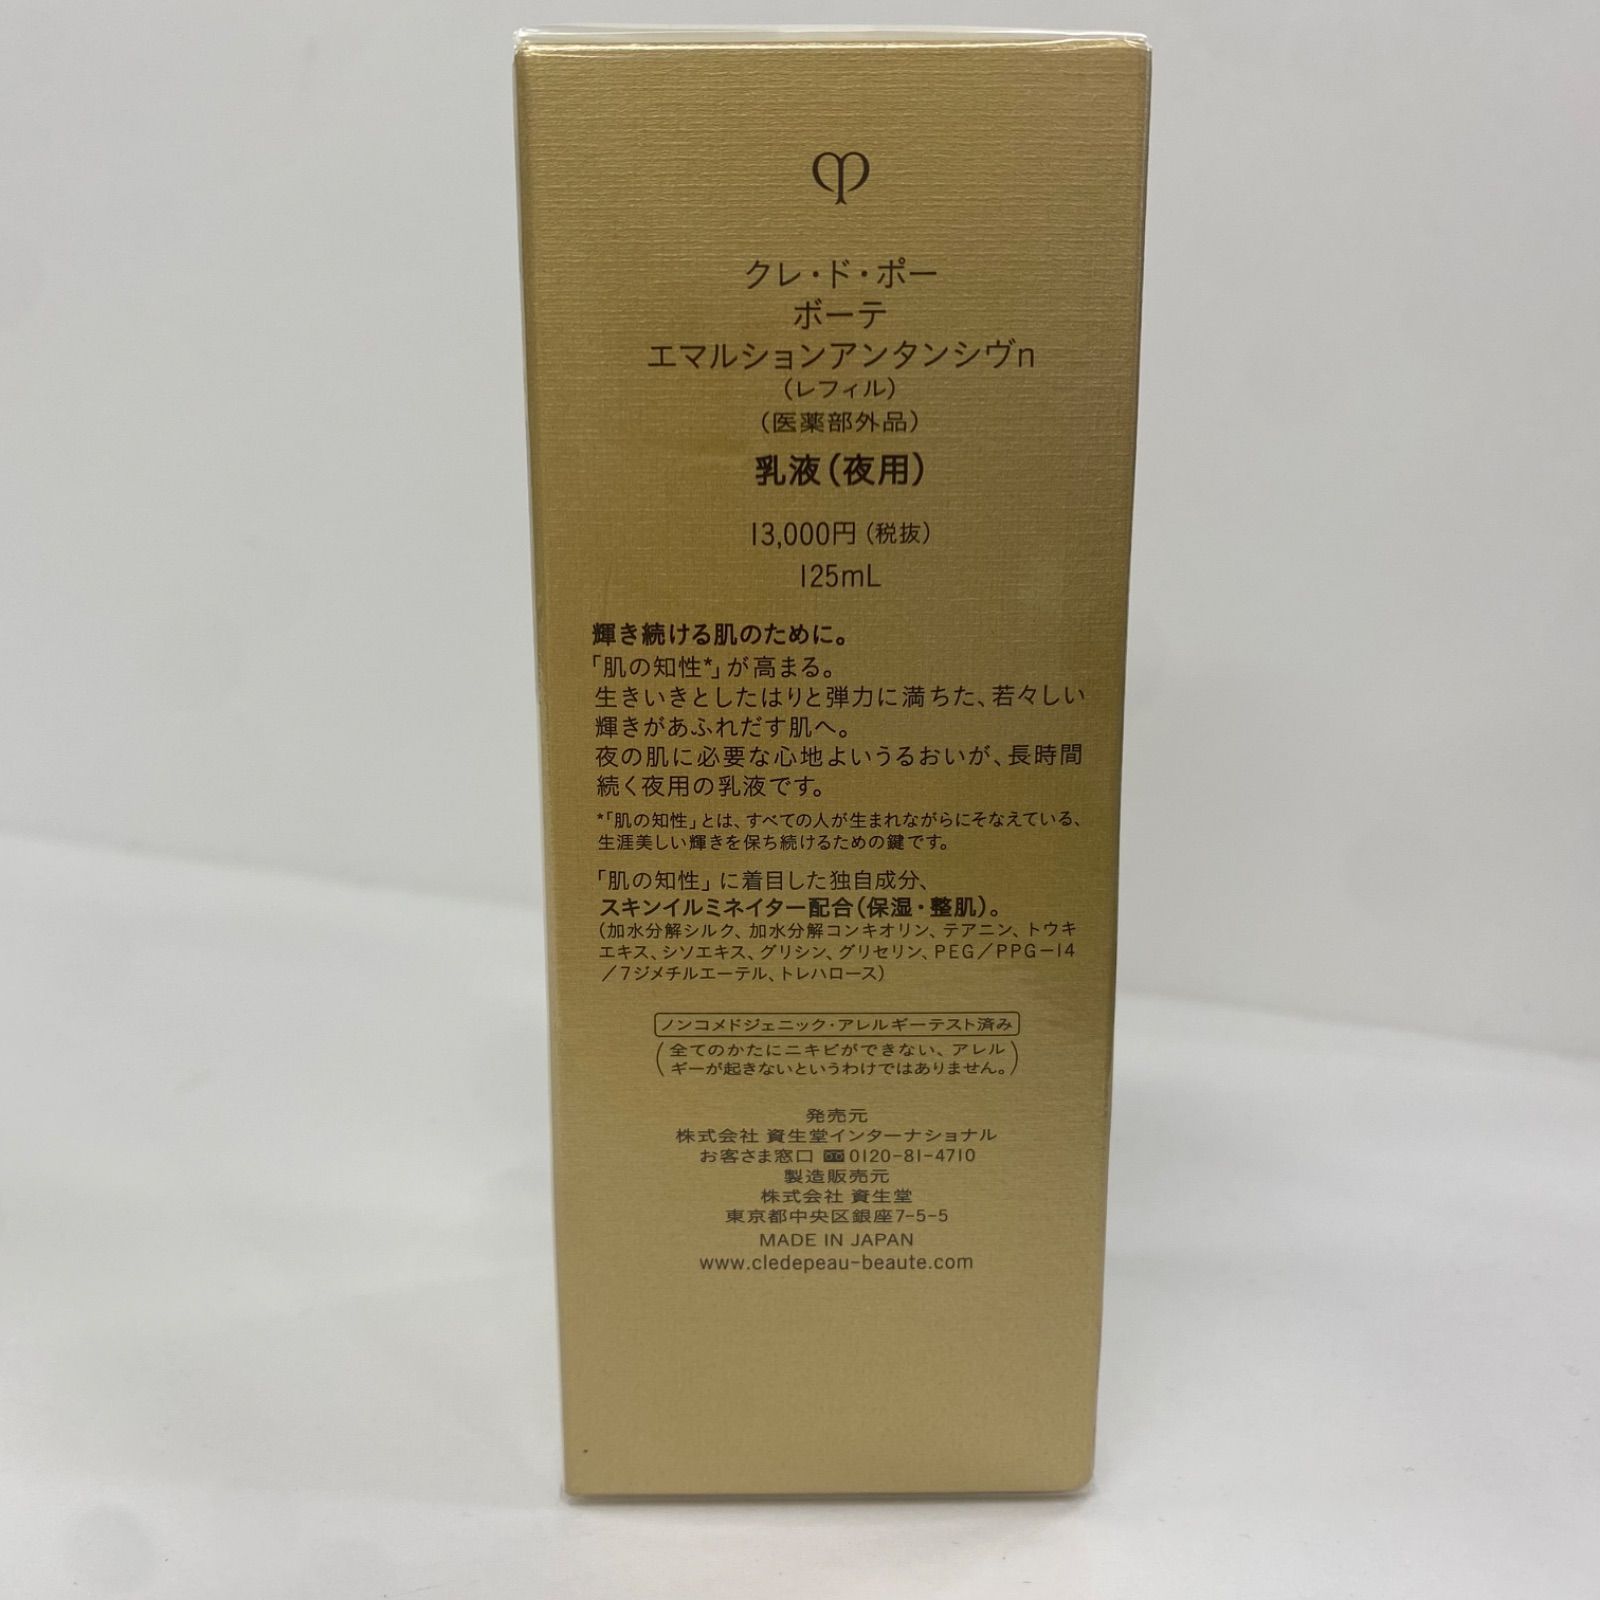 クレ・ド・ポー
ボーテ
エマルションアンタンシヴn
(レフィル)
(医薬部外品)
乳液(夜用)
13,000円(税抜)
125mL
輝き続ける肌のために。
「肌の知性*」が高まる。
生きいきとしたはりと弾力に満ちた、若々しい
輝きがあふれだす肌へ。
夜の肌に必要な心地よいうるおいが、長時間
続く夜用の乳液です。
*「肌の知性」とは、すべての人が生まれながらにそなえている、
生涯美しい輝きを保ち続けるための鍵です。
「肌の知性」に着目した独自成分、
スキンイルミネイター配合(保湿・整肌)。
(加水分解シルク、加水分解コンキオリン、テアニン、トウキ
エキス、シソエキス、グリシン、グリセリン、PEG/PPG-14
/7ジメチルエーテル、トレハロース)
ノンコメドジェニック・アレルギーテスト済み
(全てのかたにニキビができない、アレル
ギーが起きないというわけではありません。)
発売元
株式会社 資生堂インターナショナル
お客さま窓口 0120-81-4710
製造販売元
株式会社 資生堂
東京都中央区銀座7-5-5
MADE IN JAPAN
www.cledepeau-beaute.com